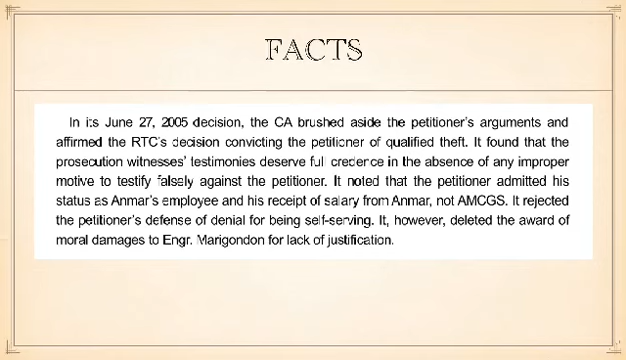 FACTS
In its June 27, 2005 decision, the CA brushed aside the petitioner's arguments and
affirmed the RTC's decision convicting the petitioner of qualified theft. It found that the
prosecution witnesses' testimonies deserve full credence in the absence of any improper
motive to testify falsely against the petitioner. It noted that the petitioner admitted his
status as Anmar's employee and his receipt of salary from Anmar, not AMCGS. It rejected
the petitioner's defense of denial for being self-serving. It, however, deleted the award of
moral damages to Engr. Marigondon for lack of justification.